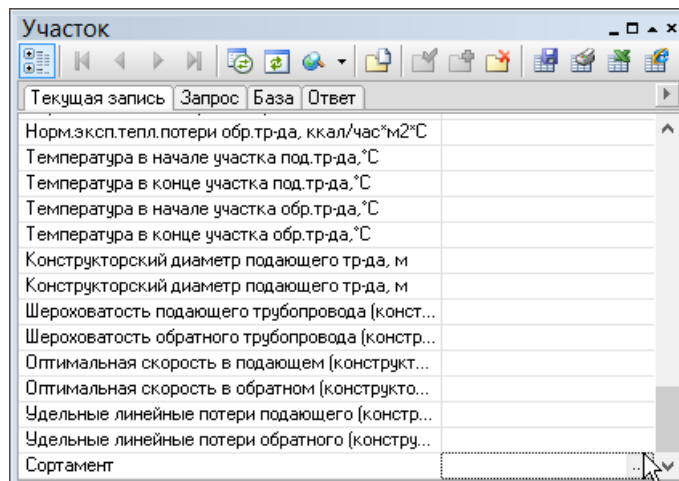 Участок
Текущая запись Запрос База Ответ
Норм.эксп.тепл.потери обр.тр-да, ккал/час*м2*°C
Температура в начале участка под.тр-да,°C
Температура в конце участка под.тр-да,°C
Температура в начале участка обр.тр-да,°C
Температура в конце участка обр.тр-да,°C
Конструкторский диаметр подающего тр-да, м
Конструкторский диаметр подающего тр-да, м
Шероховатость подающего трубопровода (конст...
Шероховатость обратного трубопровода (констр...
Оптимальная скорость в подающем (конструкт...
Оптимальная скорость в обратном (конструкто...
Удельные линейные потери подающего (констр...
Удельные линейные потери обратного (констру...
Сортамент